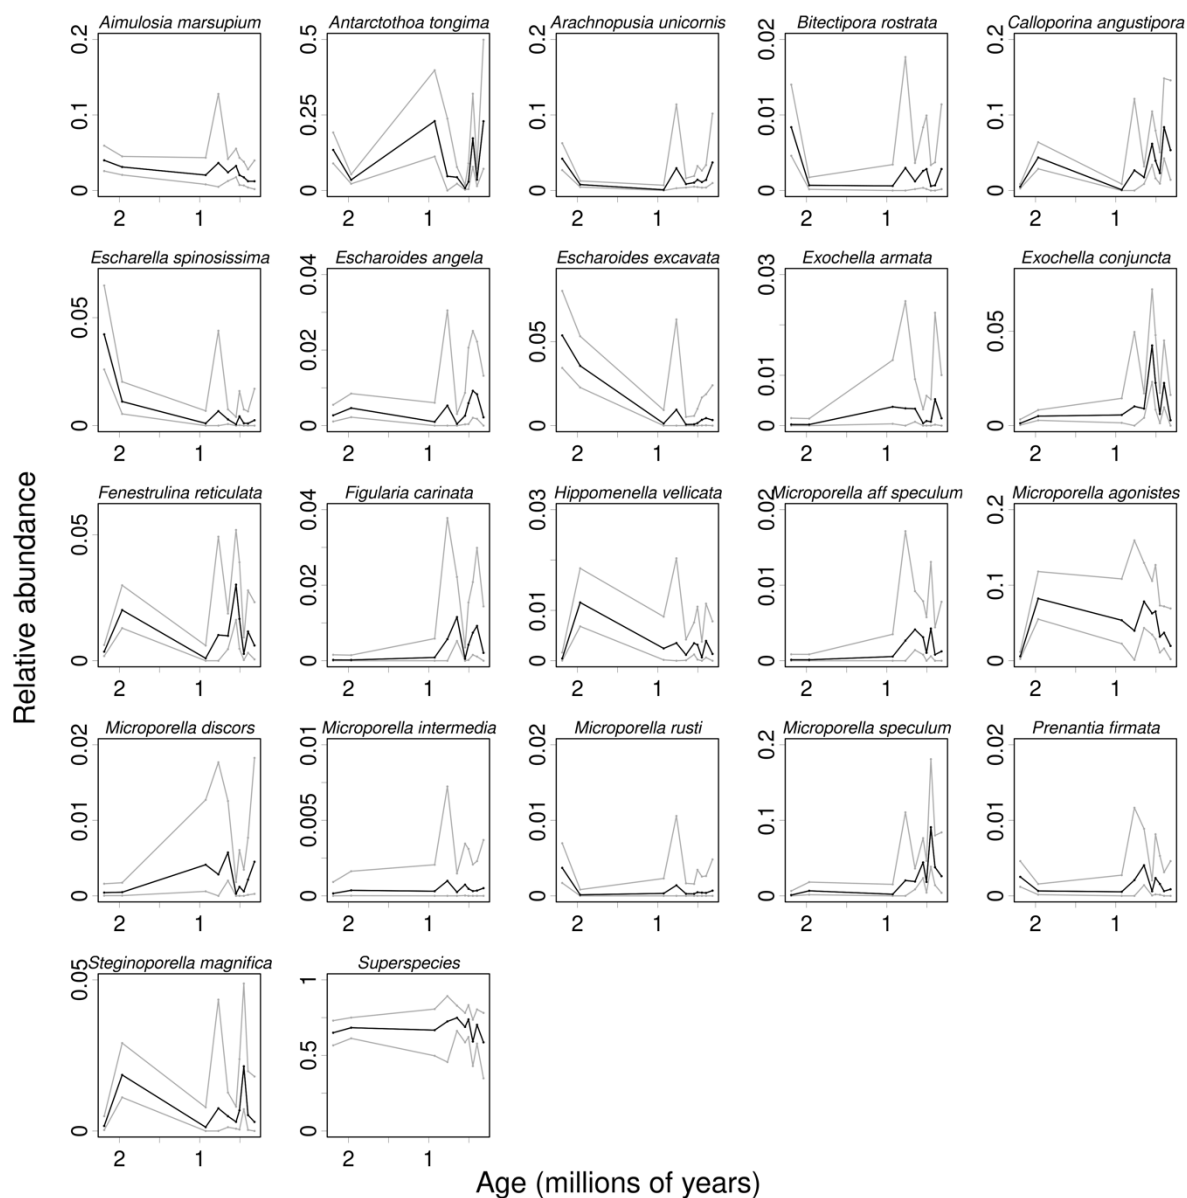 Aimulosia marsupium
0 0.1 0.2
2 1
Antarctothoa tongima
0 0.25 0.5
2 1
Arachnopusia unicornis
0 0.1 0.2
2 1
Bitectipora rostrata
0 0.01 0.02
2 1
Calloporina angustipora
0 0.1 0.2
2 1
Escharella spinosissima
0 0.05
2 1
Escharoides angela
0 0.02 0.04
2 1
Escharoides excavata
0 0.05
2 1
Exochella armata
0 0.01 0.03
2 1
Exochella conjuncta
0 0.05
2 1
Relative abundance
Fenestrulina reticulata
0 0.05
2 1
Figularia carinata
0 0.02 0.04
2 1
Hippomenella vellicata
0 0.01 0.03
2 1
Microporella aff speculum
0 0.01 0.02
2 1
Microporella agonistes
0 0.1 0.2
2 1
Microporella discors
0 0.01 0.02
2 1
Microporella intermedia
0 0.005 0.01
2 1
Microporella rusti
0 0.01 0.02
2 1
Microporella speculum
0 0.1 0.2
2 1
Prenantia firmata
0 0.01 0.02
2 1
Steginoporella magnifica
0 0.05
2 1
Superspecies
0 0.5 1
2 1
Age (millions of years)